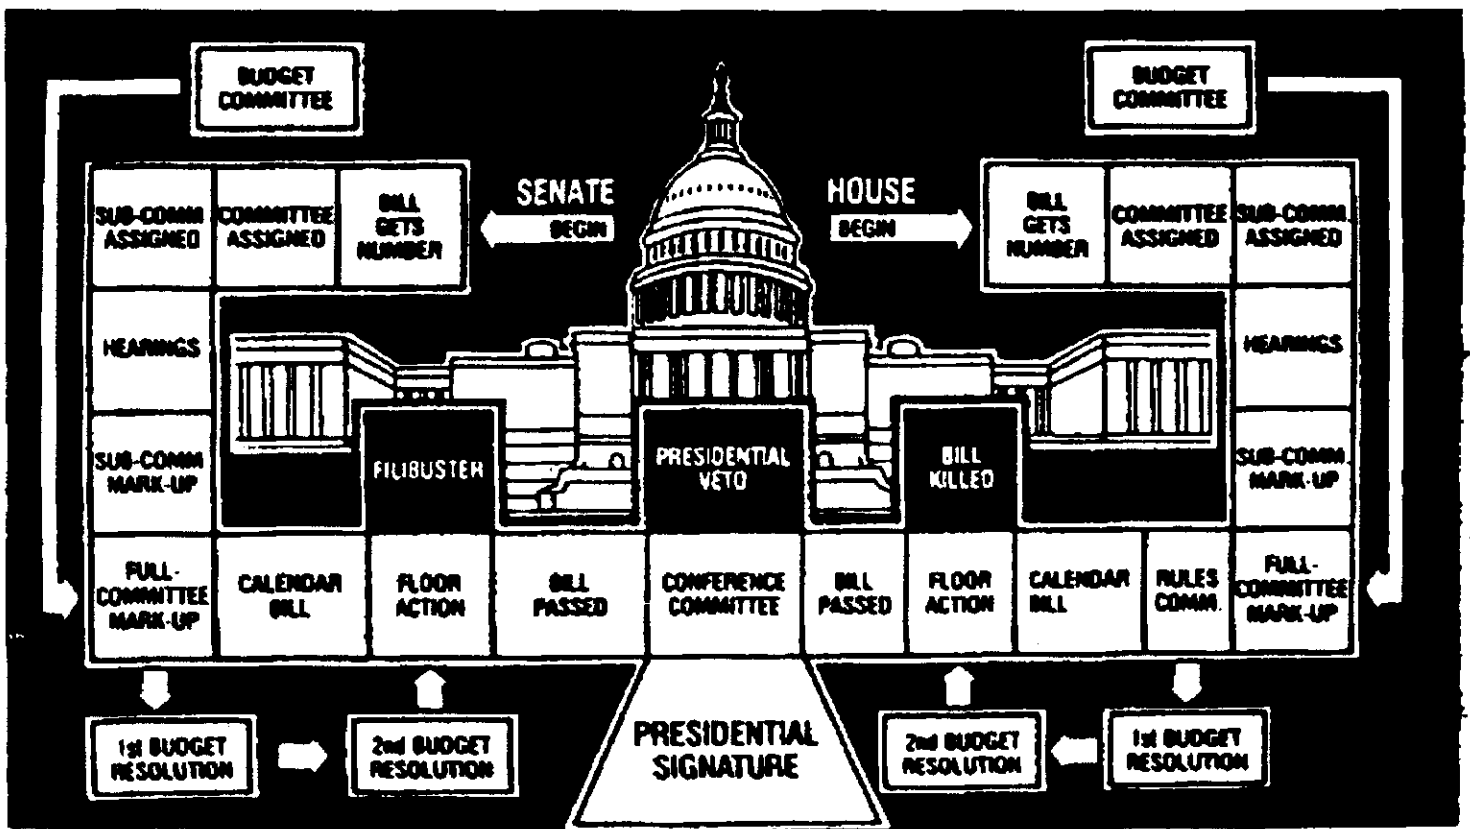 BUDGET
COMMITTEE
BUDGET
COMMITTEE
SENATE
BEGIN
HOUSE
BEGIN
SUB-COMM
ASSIGNED
COMMITTEE
ASSIGNED
BILL
GETS
NUMBER
BILL
GETS
NUMBER
COMMITTEE
ASSIGNED
SUB-COMM.
ASSIGNED
HEARINGS
HEARINGS
SUB-COMM
MARK-UP
FILIBUSTER
PRESIDENTIAL
VETO
BILL
KILLED
SUB-COMM.
MARK-UP
FULL-
COMMITTEE
MARK-UP
CALENDAR
BILL
FLOOR
ACTION
BILL
PASSED
CONFERENCE
COMMITTEE
BILL
PASSED
FLOOR
ACTION
CALENDAR
BILL
RULES
COMM.
FULL-
COMMITTEE
MARK-UP
1st BUDGET
RESOLUTION
2nd BUDGET
RESOLUTION
PRESIDENTIAL
SIGNATURE
2nd BUDGET
RESOLUTION
1st BUDGET
RESOLUTION